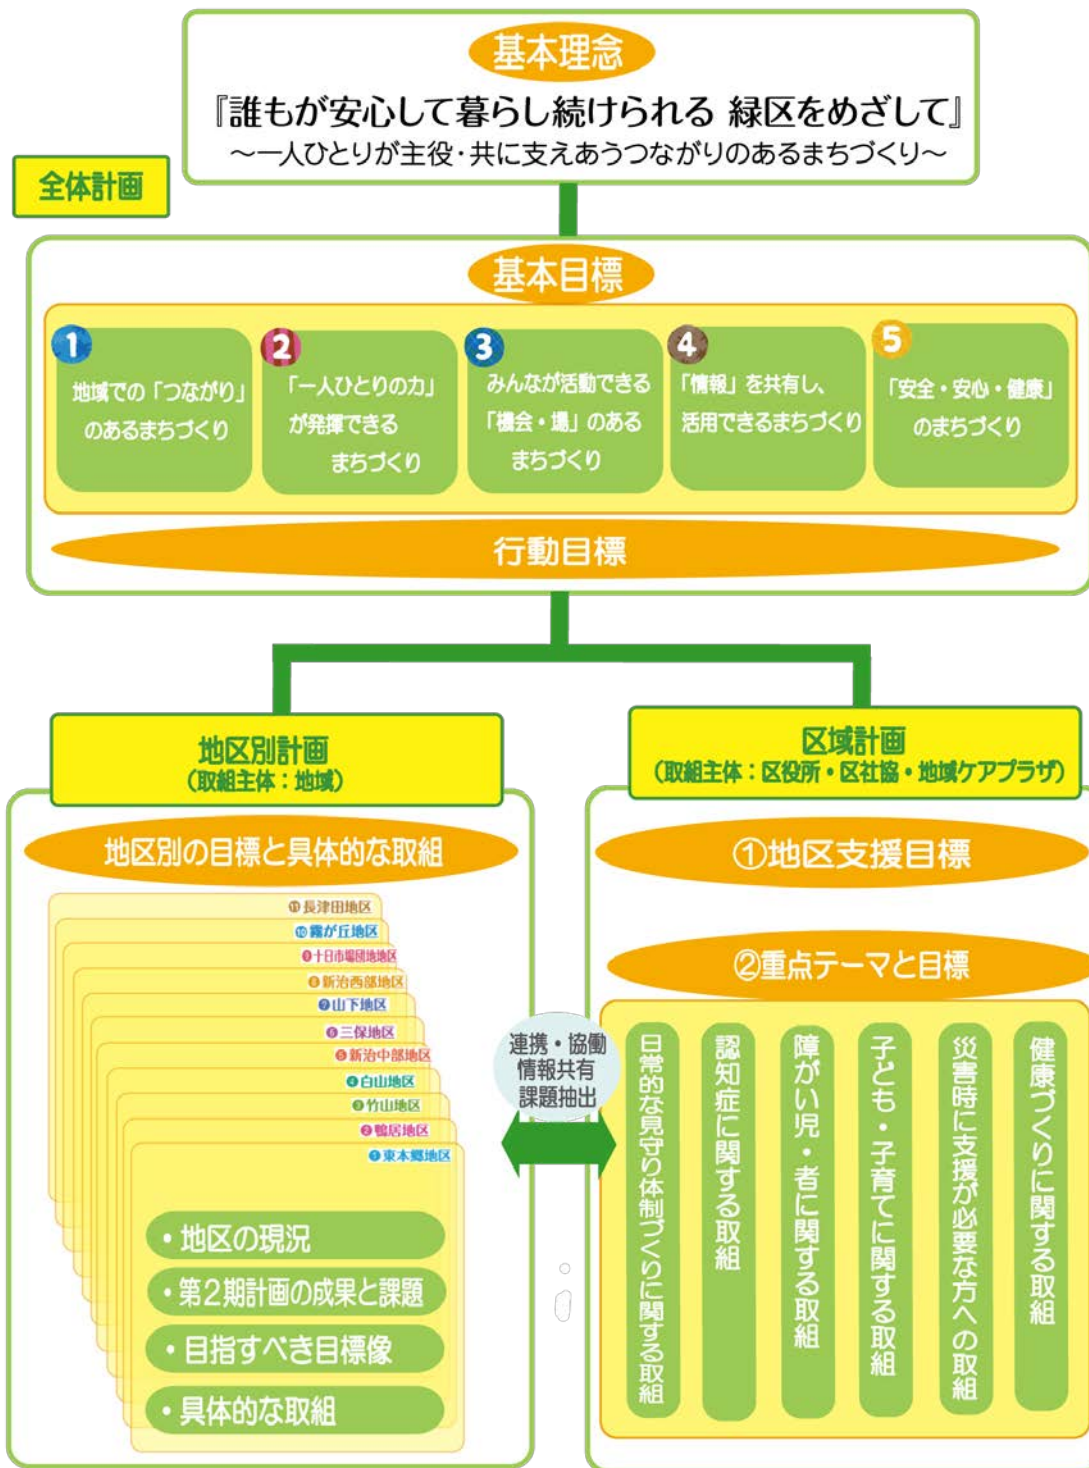 基本理念
『誰もが安心して暮らし続けられる 緑区をめざして』
～一人ひとりが主役・共に支えあうつながりのあるまちづくり～
全体計画
基本目標
1
地域での「つながり」
のあるまちづくり
2
「一人ひとりの力」
が発揮できる
まちづくり
3
みんなが活動できる
「機会・場」のある
まちづくり
4
「情報」を共有し、
活用できるまちづくり
5
「安全・安心・健康」
のまちづくり
行動目標
地区別計画
（取組主体：地域）
地区別の目標と具体的な取組
⓫長津田地区
❿霧が丘地区
❾十日市場団地地区
❽新治西部地区
❼山下地区
❻三保地区
❺新治中部地区
❹白山地区
❸竹山地区
❷鴨居地区
❶東本郷地区
・地区の現況
・第2期計画の成果と課題
・目指すべき目標像
・具体的な取組
連携・協働
情報共有
課題抽出
区域計画
（取組主体：区役所・区社協・地域ケアプラザ）
①地区支援目標
②重点テーマと目標
日常的な見守り体制づくりに関する取組
認知症に関する取組
障がい児・者に関する取組
子ども・子育てに関する取組
災害時に支援が必要な方への取組
健康づくりに関する取組